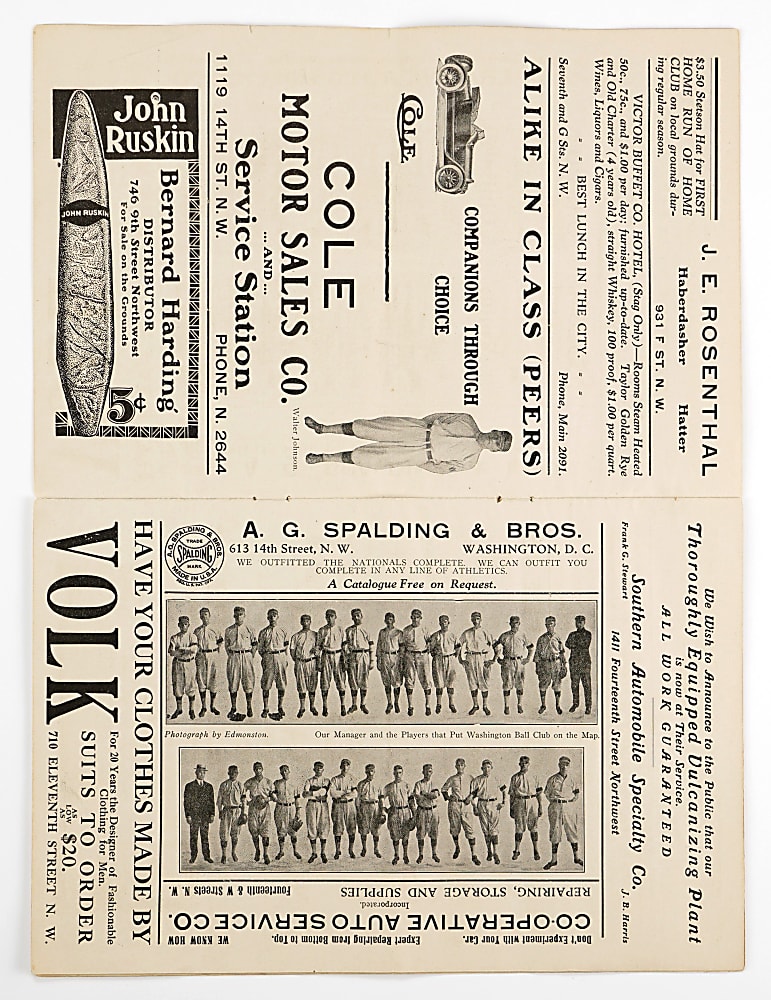 $3.50 Stetson Hat for FIRST
HOME RUN OF HOME
CLUB on local grounds dur-
ing regular season.
J. E. ROSENTHAL
Haberdasher Hatter
931 F ST. N. W.
VICTOR BUFFET CO. HOTEL, (Stag Only)—Rooms Steam Heated
50c., 75c., and $1.00 per day; furnished up-to-date. Taylor Golden Rye
and Old Charter (4 years old), straight Whiskey, 100 proof, $1.00 per quart.
Wines, Liquors and Cigars.
" " BEST LUNCH IN THE CITY. " "
Seventh and G Sts. N. W. Phone, Main 2091.
ALIKE IN CLASS (PEERS)
COMPANIONS THROUGH
CHOICE
COLE
Walter Johnson.
COLE
MOTOR SALES CO.
...AND...
Service Station
1119 14TH ST. N. W. PHONE, N. 2644
John
Ruskin
JOHN RUSKIN
Bernard Harding
DISTRIBUTOR
746 9th Street Northwest
For Sale on the Grounds
5¢
A. G. SPALDING & BROS.
613 14th Street, N. W. WASHINGTON, D. C.
WE OUTFITTED THE NATIONALS COMPLETE. WE CAN OUTFIT YOU
COMPLETE IN ANY LINE OF ATHLETICS.
A Catalogue Free on Request.
A.G. SPALDING & BROS.
TRADE
SPALDING
MARK
MADE IN U.S.A.
Photograph by Edmonston. Our Manager and the Players that Put Washington Ball Club on the Map.
We Wish to Announce to the Public that our
Thoroughly Equipped Vulcanizing Plant
is now at Their Service.
ALL WORK GUARANTEED
Southern Automobile Specialty Co.
Frank G. Stewart J. B. Harris
1411 Fourteenth Street Northwest
Don't Experiment with Your Car. Expert Repairing from Bottom to Top. WE KNOW HOW
CO-OPERATIVE AUTO SERVICE CO.
Incorporated.
REPAIRING, STORAGE AND SUPPLIES Fourteenth & W Streets N. W.
HAVE YOUR CLOTHES MADE BY
VOLK
For 20 Years the Designer of Fashionable
Clothing for Men.
SUITS TO ORDER
AS LOW AS $20.
710 ELEVENTH STREET N. W.